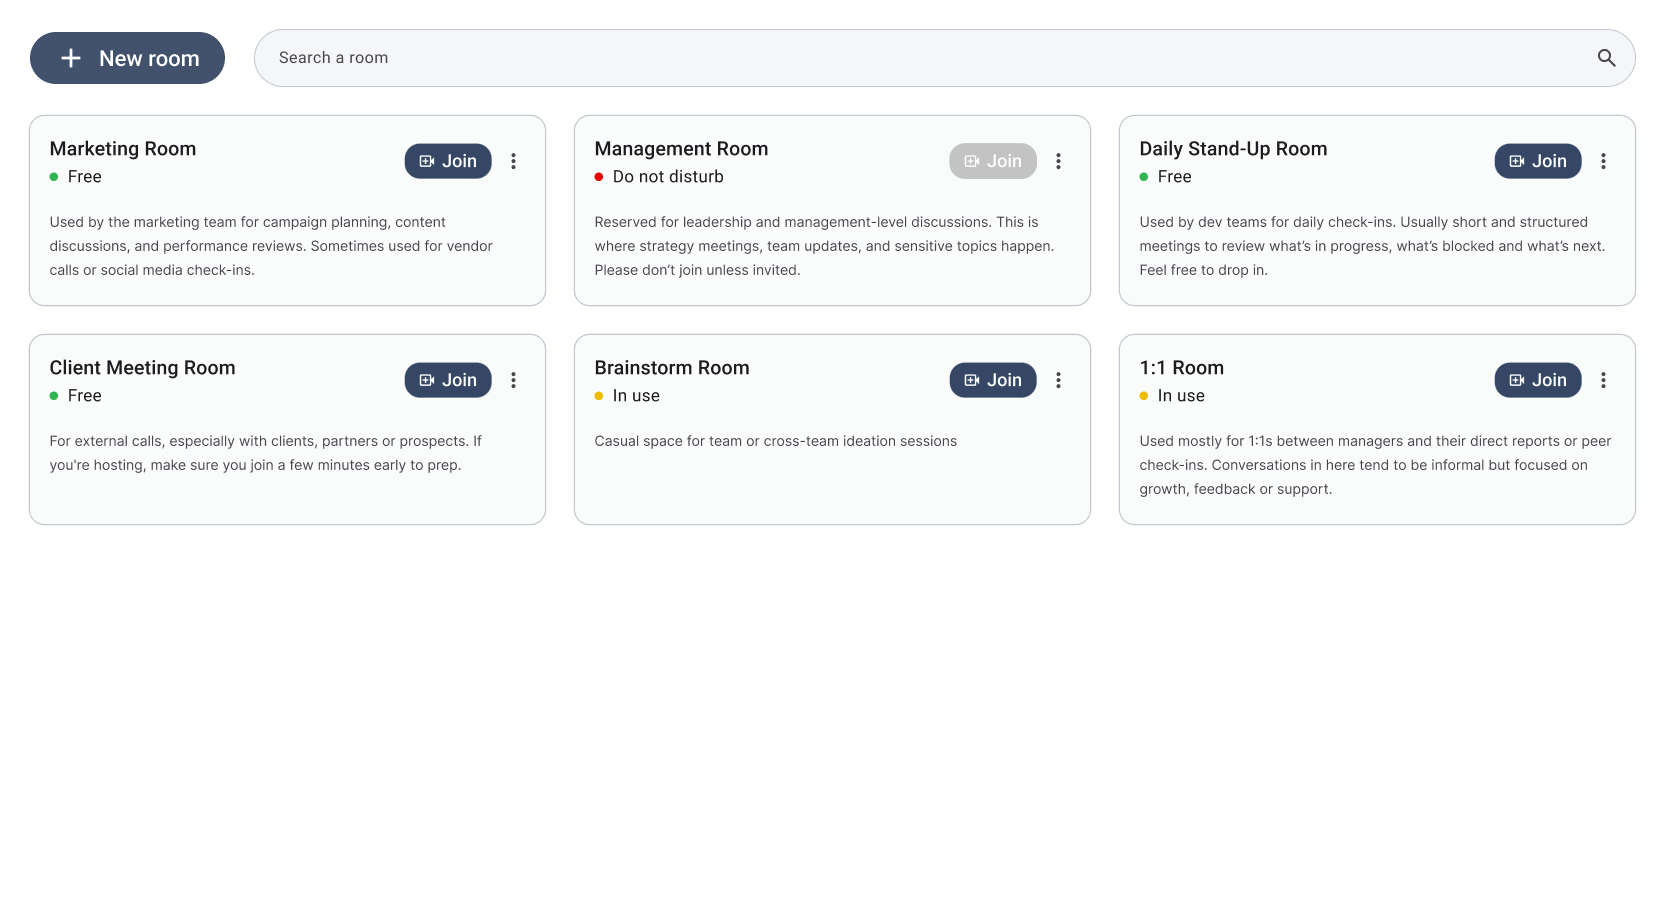 New room
Search a room
Marketing Room
Free
Join
Used by the marketing team for campaign planning, content
discussions, and performance reviews. Sometimes used for vendor
calls or social media check-ins.
Management Room
Do not disturb
Join
Reserved for leadership and management-level discussions. This is
where strategy meetings, team updates, and sensitive topics happen.
Please don’t join unless invited.
Daily Stand-Up Room
Free
Join
Used by dev teams for daily check-ins. Usually short and structured
meetings to review what’s in progress, what’s blocked and what’s next.
Feel free to drop in.
Client Meeting Room
Free
Join
For external calls, especially with clients, partners or prospects. If
you're hosting, make sure you join a few minutes early to prep.
Brainstorm Room
In use
Join
Casual space for team or cross-team ideation sessions
1:1 Room
In use
Join
Used mostly for 1:1s between managers and their direct reports or peer
check-ins. Conversations in here tend to be informal but focused on
growth, feedback or support.